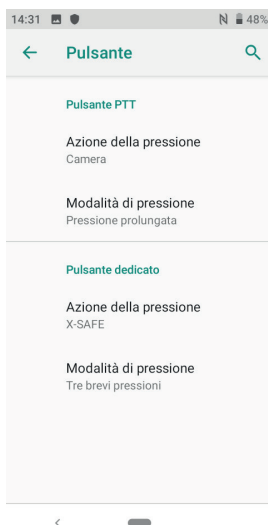 14:31 48%
Pulsante
Pulsante PTT
Azione della pressione
Camera
Modalità di pressione
Pressione prolungata
Pulsante dedicato
Azione della pressione
X-SAFE
Modalità di pressione
Tre brevi pressioni